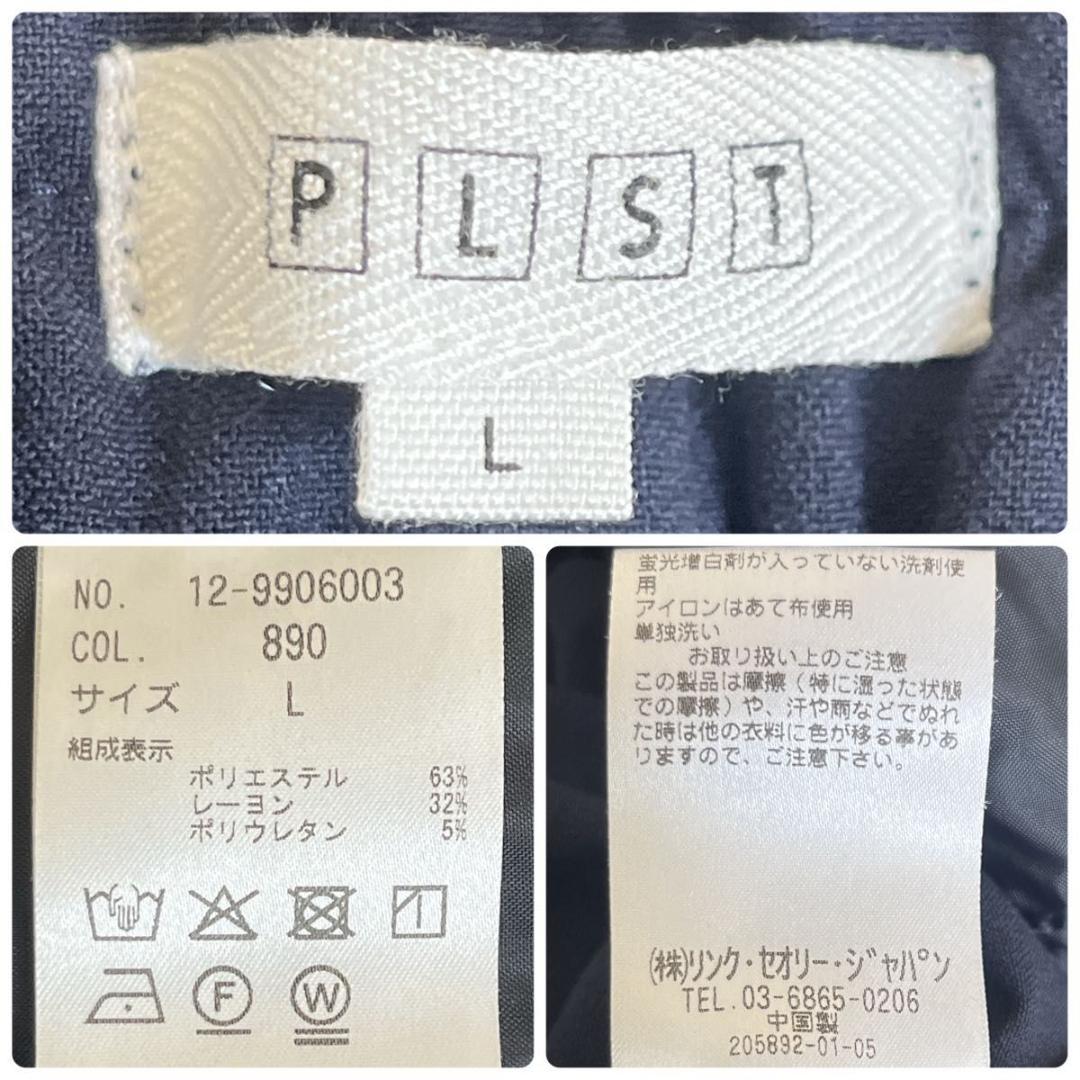 P L S T
L
NO. 12-9906003
COL. 890
サイズ L
組成表示
ポリエステル 63%
レーヨン 32%
ポリウレタン 5%
F W
蛍光増白剤が入っていない洗剤使
用
アイロンはあて布使用
単独洗い
お取り扱い上のご注意
この製品は摩擦(特に湿った状態
での摩擦)や、汗や雨などでぬれ
た時は他の衣料に色が移る事があ
りますので、ご注意下さい。
(株)リンク・セオリー・ジャパン
TEL.03-6865-0206
中国製
205892-01-05